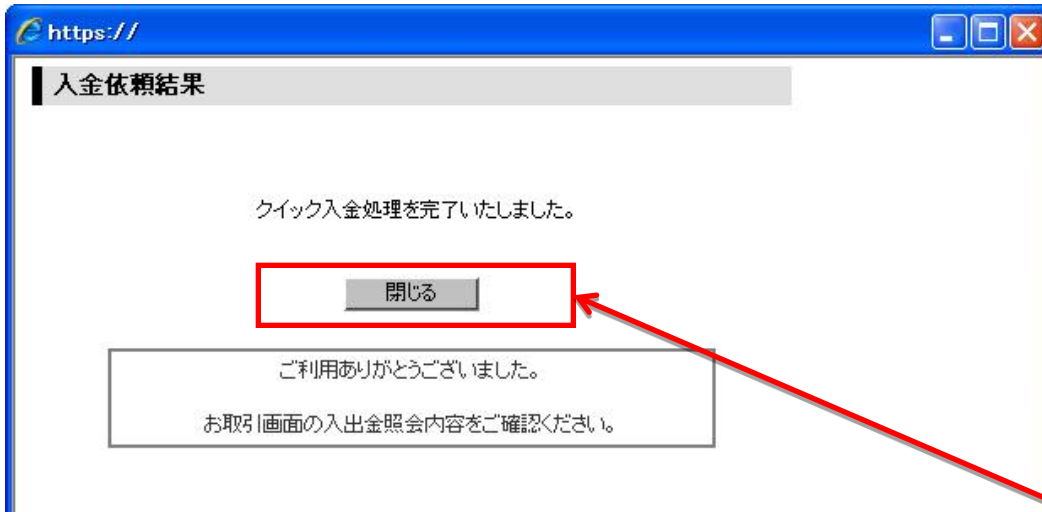 https://
入金依頼結果
クイック入金処理を完了いたしました。
閉じる
ご利用ありがとうございました。
お取引画面の入出金照会内容をご確認ください。